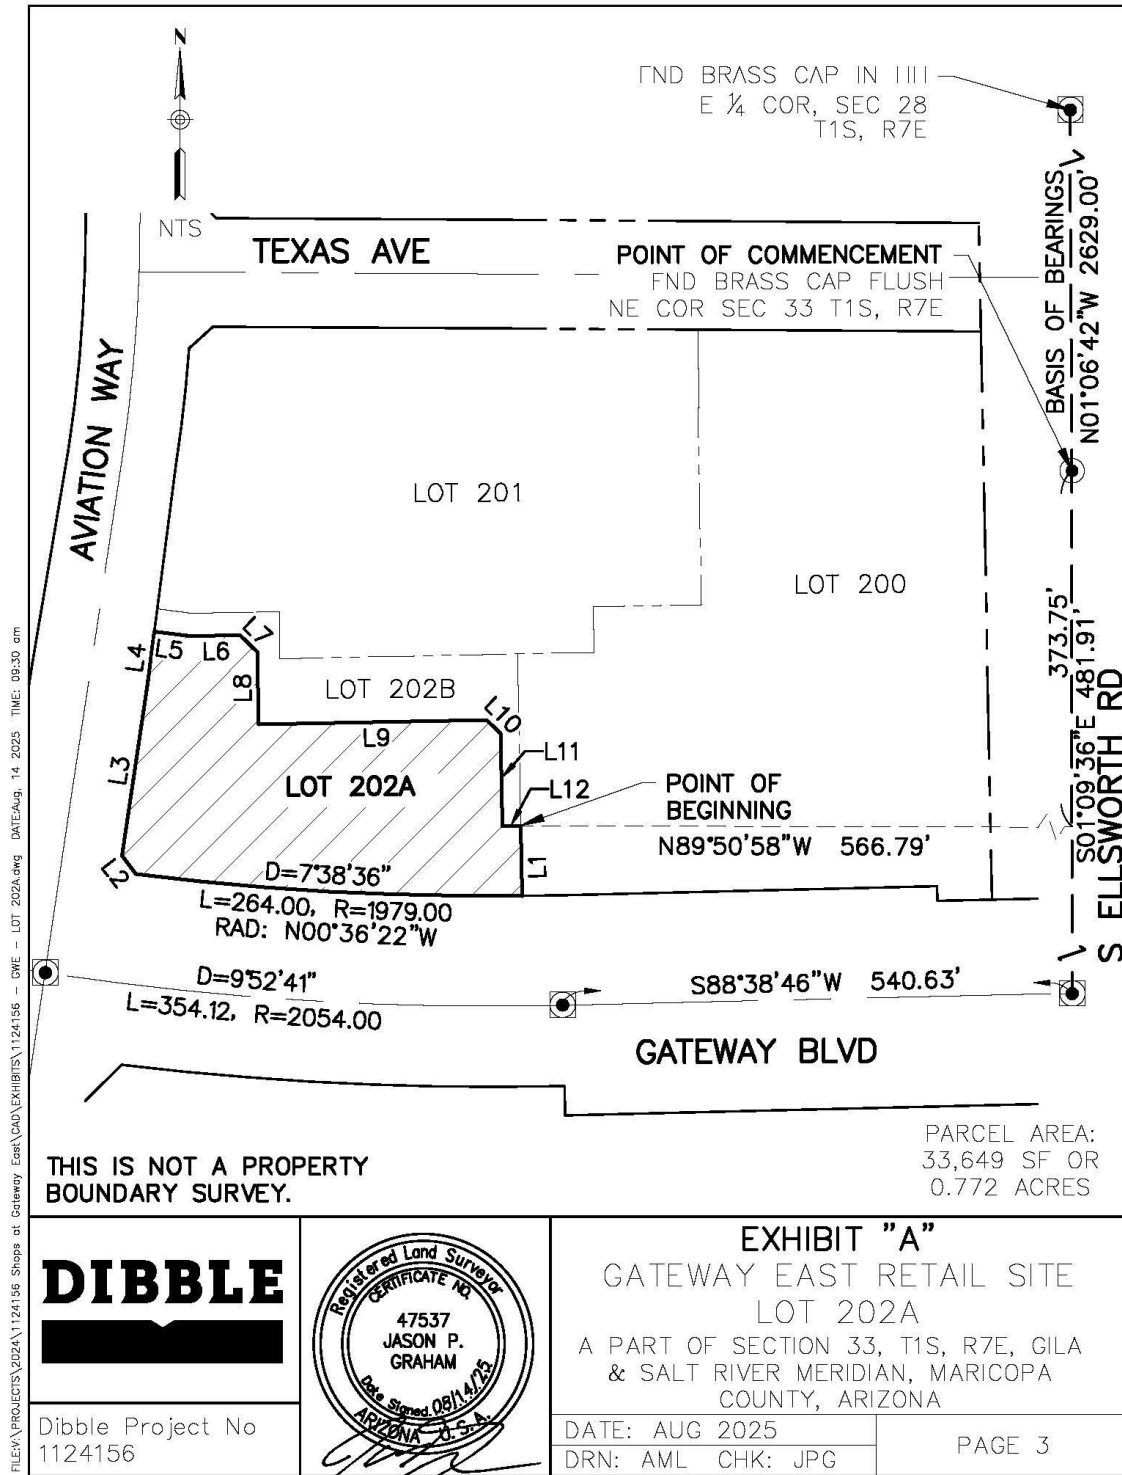 N
NTS
FND BRASS CAP IN HH
E ¼ COR, SEC 28
T1S, R7E
TEXAS AVE
POINT OF COMMENCEMENT
FND BRASS CAP FLUSH
NE COR SEC 33 T1S, R7E
BASIS OF BEARINGS
N01°06'42"W 2629.00'
AVIATION WAY
LOT 201
LOT 200
373.75'
S01°09'36"E 481.91'
S ELLSWORTH RD
L4
L5
L6
L7
L8
LOT 202B
L10
L9
L11
L3
LOT 202A
L12
POINT OF
BEGINNING
N89°50'58"W 566.79'
L2
L1
D=7°38'36"
L=264.00, R=1979.00
RAD: N00°36'22"W
D=9°52'41"
L=354.12, R=2054.00
S88°38'46"W 540.63'
GATEWAY BLVD
THIS IS NOT A PROPERTY
BOUNDARY SURVEY.
PARCEL AREA:
33,649 SF OR
0.772 ACRES
FILE:V:\PROJECTS\2024\1124156 Shops at Gateway East\CAD\EXHIBITS\1124156 - GWE - LOT 202A.dwg DATE:Aug, 14 2025 TIME: 09:30 am
DIBBLE
Dibble Project No
1124156
Registered Land Surveyor
CERTIFICATE NO.
47537
JASON P.
GRAHAM
Date Signed 08/14/25
ARIZONA U.S.A.
EXHIBIT "A"
GATEWAY EAST RETAIL SITE
LOT 202A
A PART OF SECTION 33, T1S, R7E, GILA
& SALT RIVER MERIDIAN, MARICOPA
COUNTY, ARIZONA
DATE: AUG 2025
DRN: AML CHK: JPG
PAGE 3